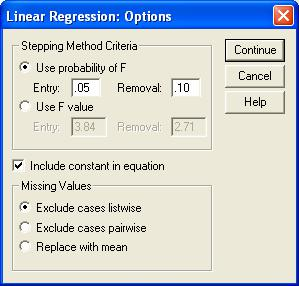 Linear Regression: Options
Stepping Method Criteria
Use probability of F
Entry: .05 Removal: .10
Use F value
Entry: 3.84 Removal: 2.71
Include constant in equation
Missing Values
Exclude cases listwise
Exclude cases pairwise
Replace with mean
Continue
Cancel
Help